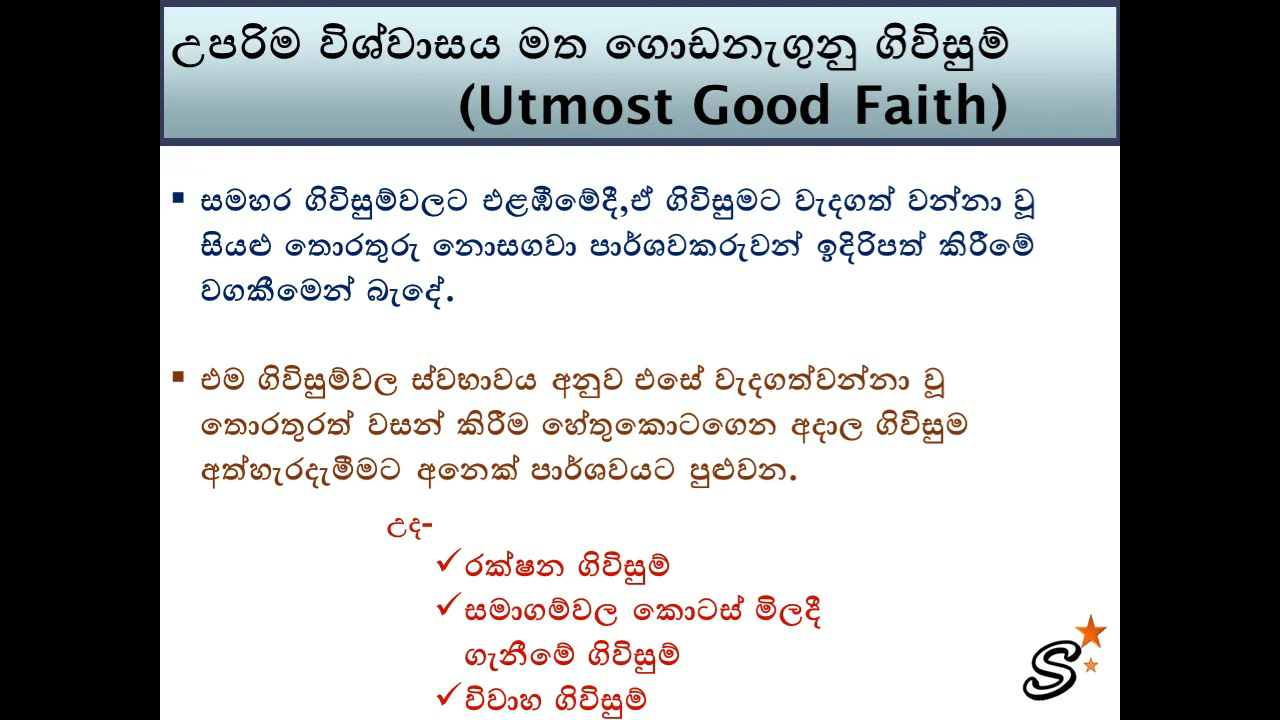 උපරිම විශ්වාසය මත ගොඩනැගුනු ගිවිසුම්
(Utmost Good Faith)
▪ සමහර ගිවිසුම්වලට එළඹීමේදී,ඒ ගිවිසුමට වැදගත් වන්නා වූ
සියළු තොරතුරු නොසගවා පාර්ශවකරුවන් ඉදිරිපත් කිරීමේ
වගකීමෙන් බැදේ.
▪ එම ගිවිසුම්වල ස්වභාවය අනුව එසේ වැදගත්වන්නා වූ
තොරතුරත් වසන් කිරීම හේතුකොටගෙන අදාල ගිවිසුම
අත්හැරදැමීමට අනෙක් පාර්ශවයට පුළුවන.
උද-
✓ රක්ෂන ගිවිසුම්
✓ සමාගම්වල කොටස් මිලදී
ගැනීමේ ගිවිසුම්
✓ විවාහ ගිවිසුම්
S